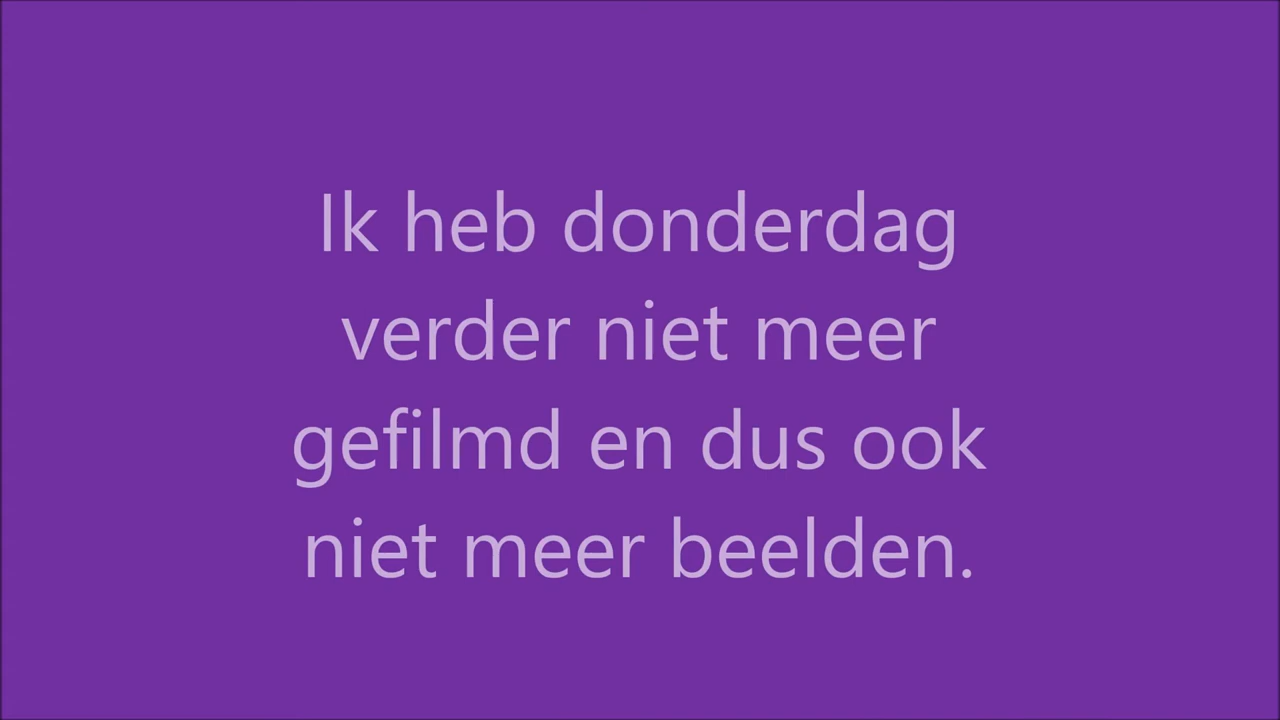 Ik heb donderdag
verder niet meer
gefilmd en dus ook
niet meer beelden.